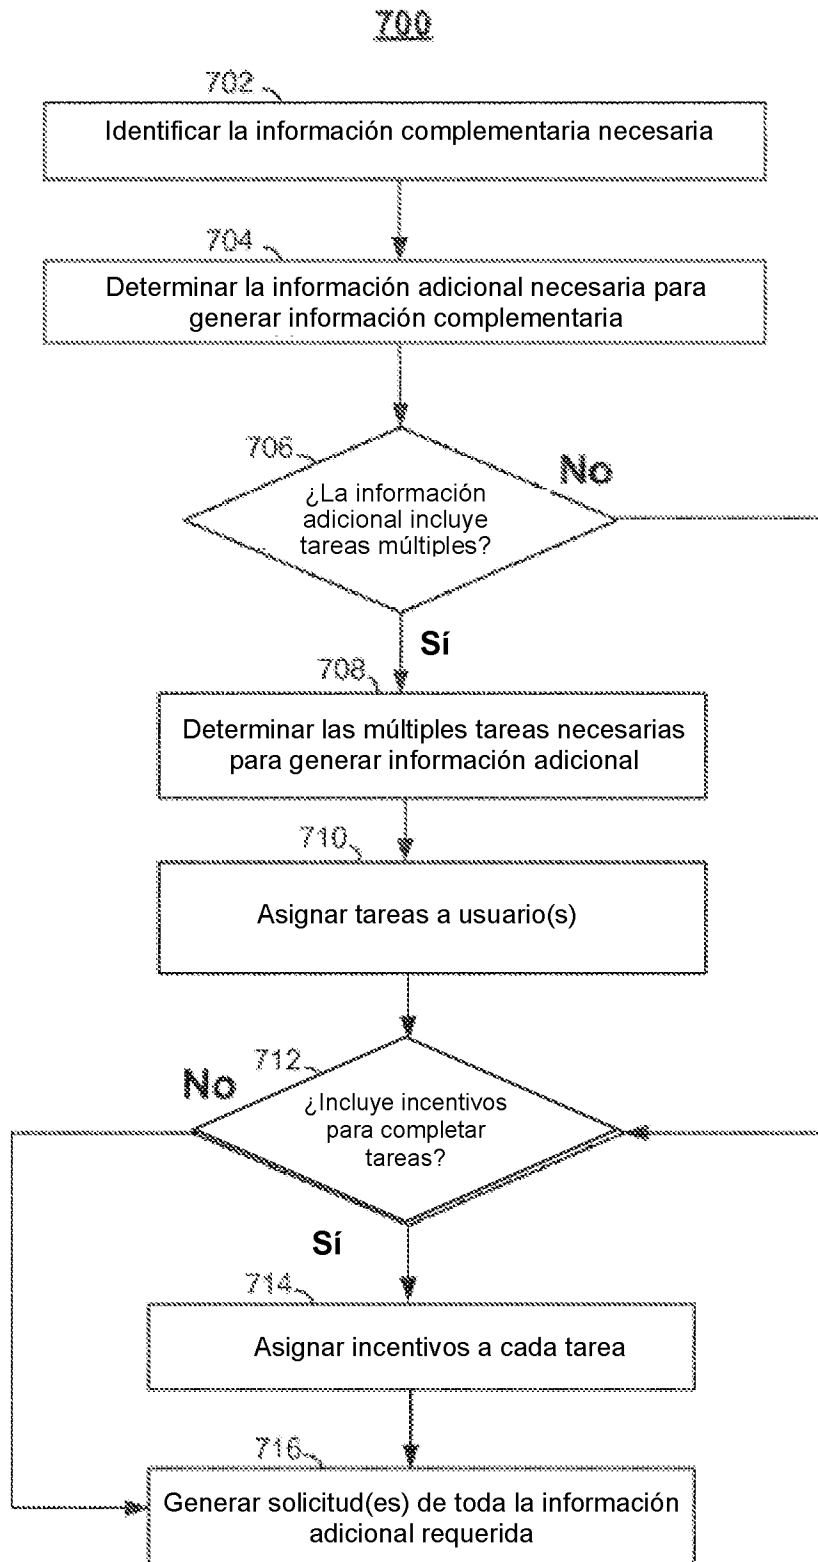 700
702
Identificar la información complementaria necesaria
704
Determinar la información adicional necesaria para
generar información complementaria
706
No
¿La información
adicional incluye
tareas múltiples?
Sí
708
Determinar las múltiples tareas necesarias
para generar información adicional
710
Asignar tareas a usuario(s)
712
No
¿Incluye incentivos
para completar
tareas?
Sí
714
Asignar incentivos a cada tarea
716
Generar solicitud(es) de toda la información
adicional requerida